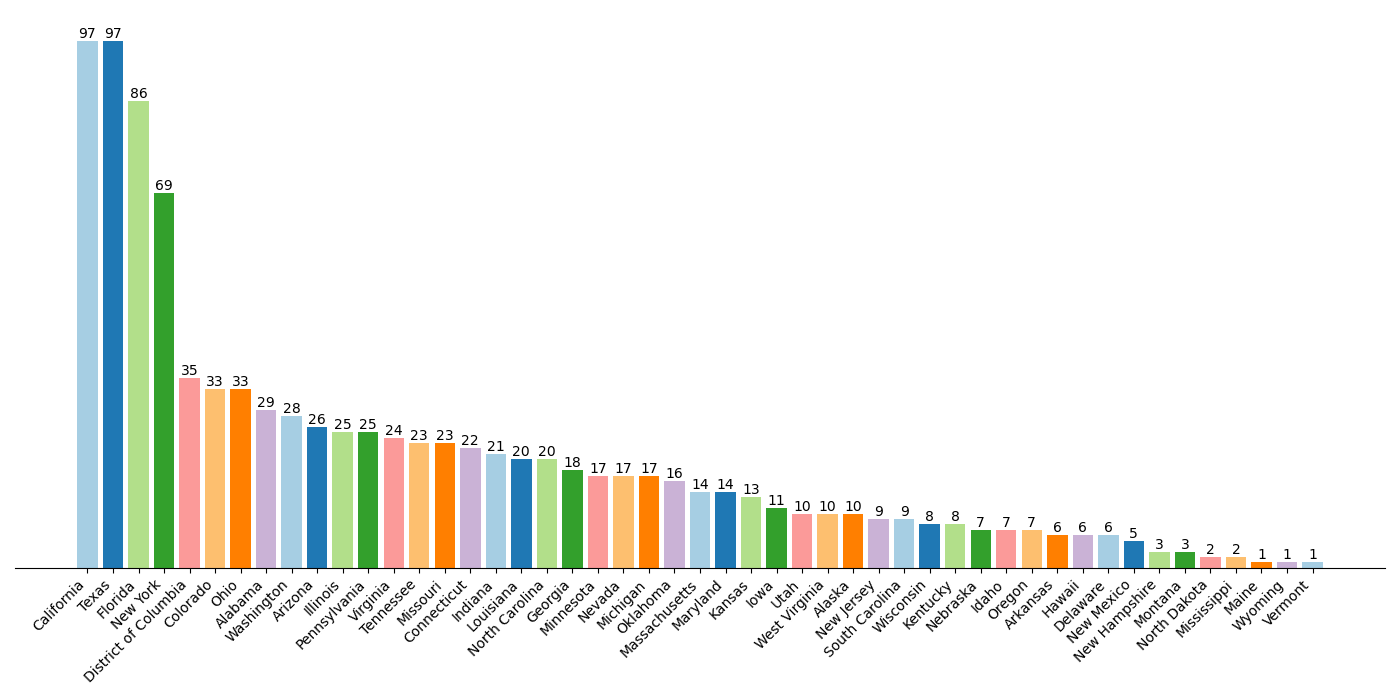 97 97
86
69
35
33 33
29
28
26
25 25
24
23 23
22
21
20 20
18
17 17 17
16
14 14
13
11
10 10 10
9 9
8 8
7 7 7
6 6 6
5
3 3
2 2
1 1 1
California
Texas
Florida
New York
District of Columbia
Colorado
Ohio
Alabama
Washington
Arizona
Illinois
Pennsylvania
Virginia
Tennessee
Missouri
Connecticut
Indiana
Louisiana
North Carolina
Georgia
Minnesota
Nevada
Michigan
Oklahoma
Massachusetts
Maryland
Kansas
Iowa
Utah
West Virginia
Alaska
New Jersey
South Carolina
Wisconsin
Kentucky
Nebraska
Idaho
Oregon
Arkansas
Hawaii
Delaware
New Mexico
New Hampshire
Montana
North Dakota
Mississippi
Maine
Wyoming
Vermont